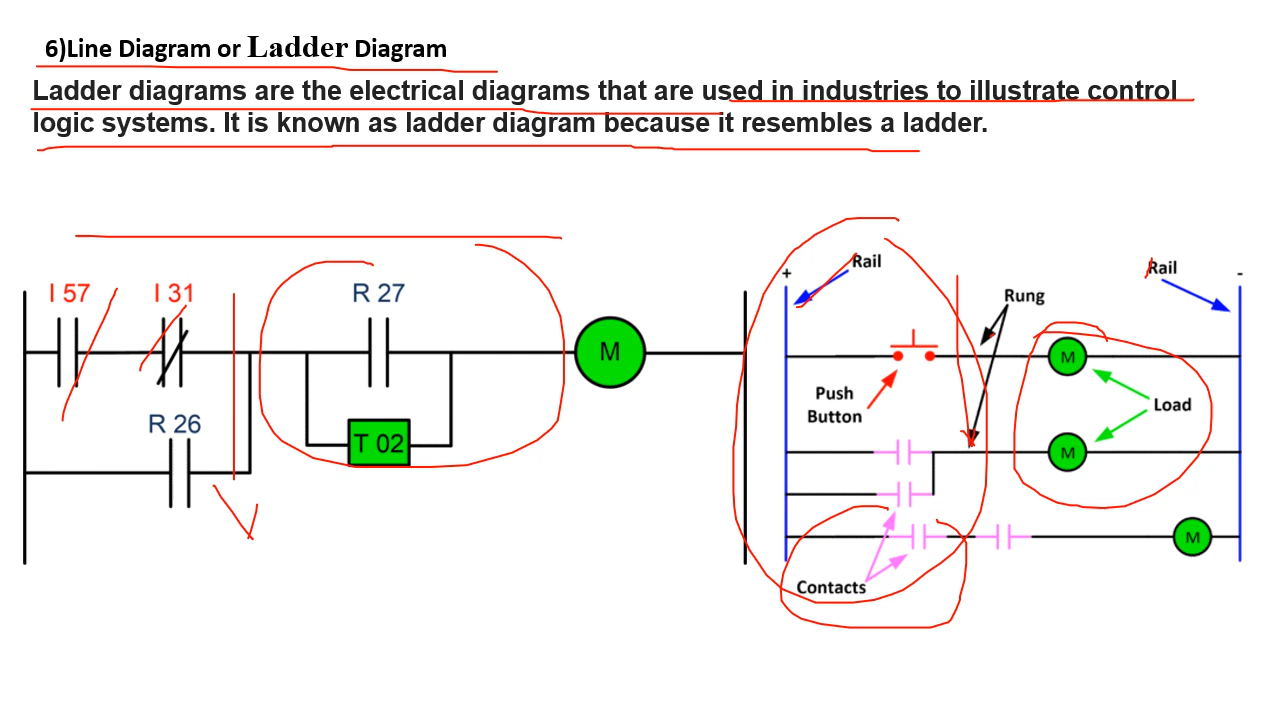 6)Line Diagram or Ladder Diagram
Ladder diagrams are the electrical diagrams that are used in industries to illustrate control
logic systems. It is known as ladder diagram because it resembles a ladder.
I 57
I 31
R 27
M
R 26
T 02
+
Rail
Rail
-
Rung
M
Push
Button
Load
M
M
Contacts